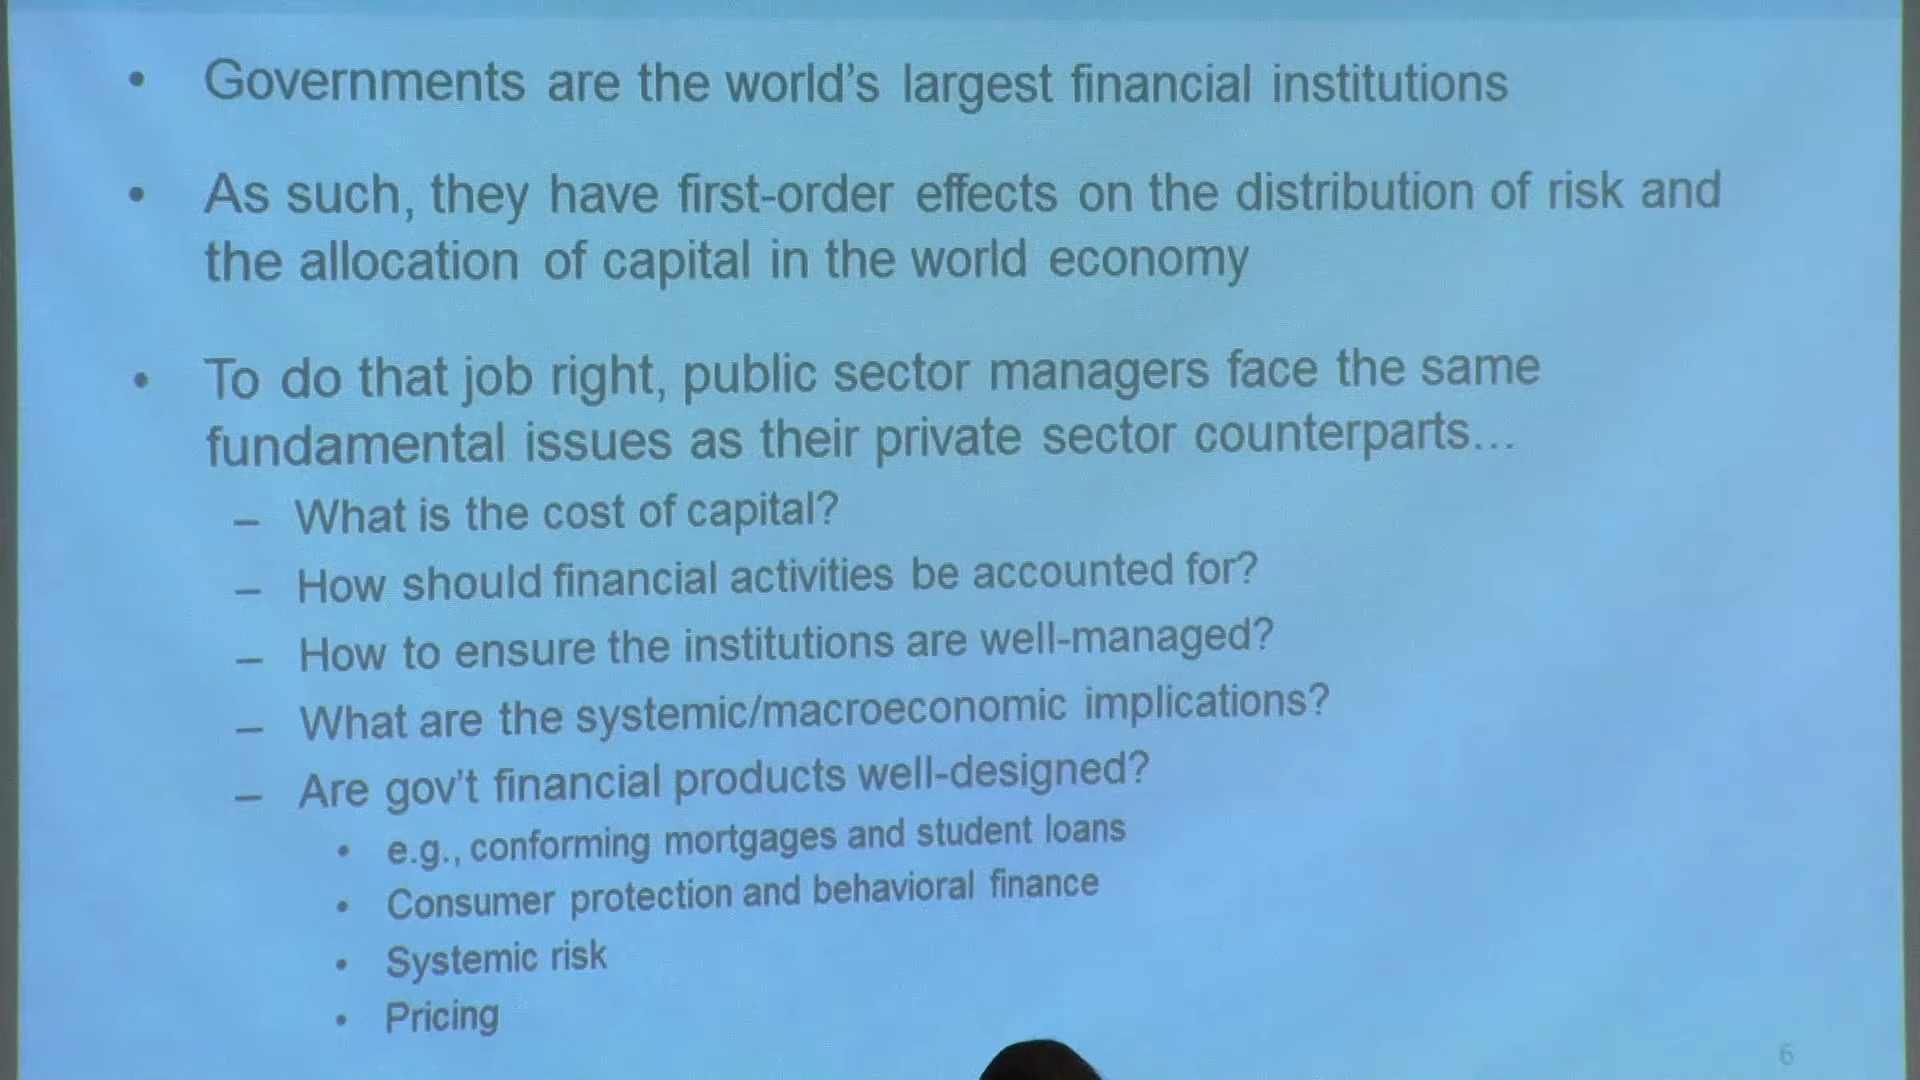 • Governments are the world's largest financial institutions
• As such, they have first-order effects on the distribution of risk and
the allocation of capital in the world economy
• To do that job right, public sector managers face the same
fundamental issues as their private sector counterparts...
– What is the cost of capital?
– How should financial activities be accounted for?
– How to ensure the institutions are well-managed?
– What are the systemic/macroeconomic implications?
– Are gov't financial products well-designed?
• e.g., conforming mortgages and student loans
• Consumer protection and behavioral finance
• Systemic risk
• Pricing
6